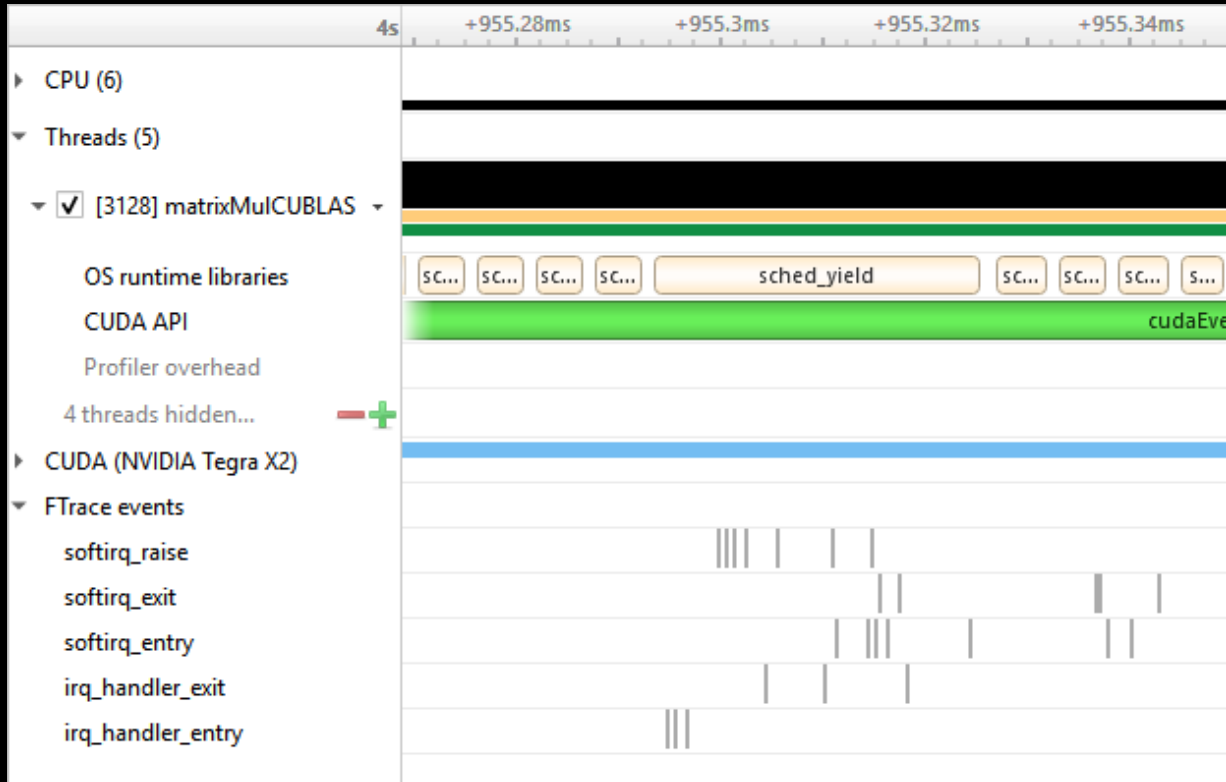 4s +955.28ms +955.3ms +955.32ms +955.34ms
CPU (6)
Threads (5)
[3128] matrixMulCUBLAS
OS runtime libraries sc... sc... sc... sc... sched_yield sc... sc... sc... s...
CUDA API cudaEve
Profiler overhead
4 threads hidden...
CUDA (NVIDIA Tegra X2)
FTrace events
softirq_raise
softirq_exit
softirq_entry
irq_handler_exit
irq_handler_entry